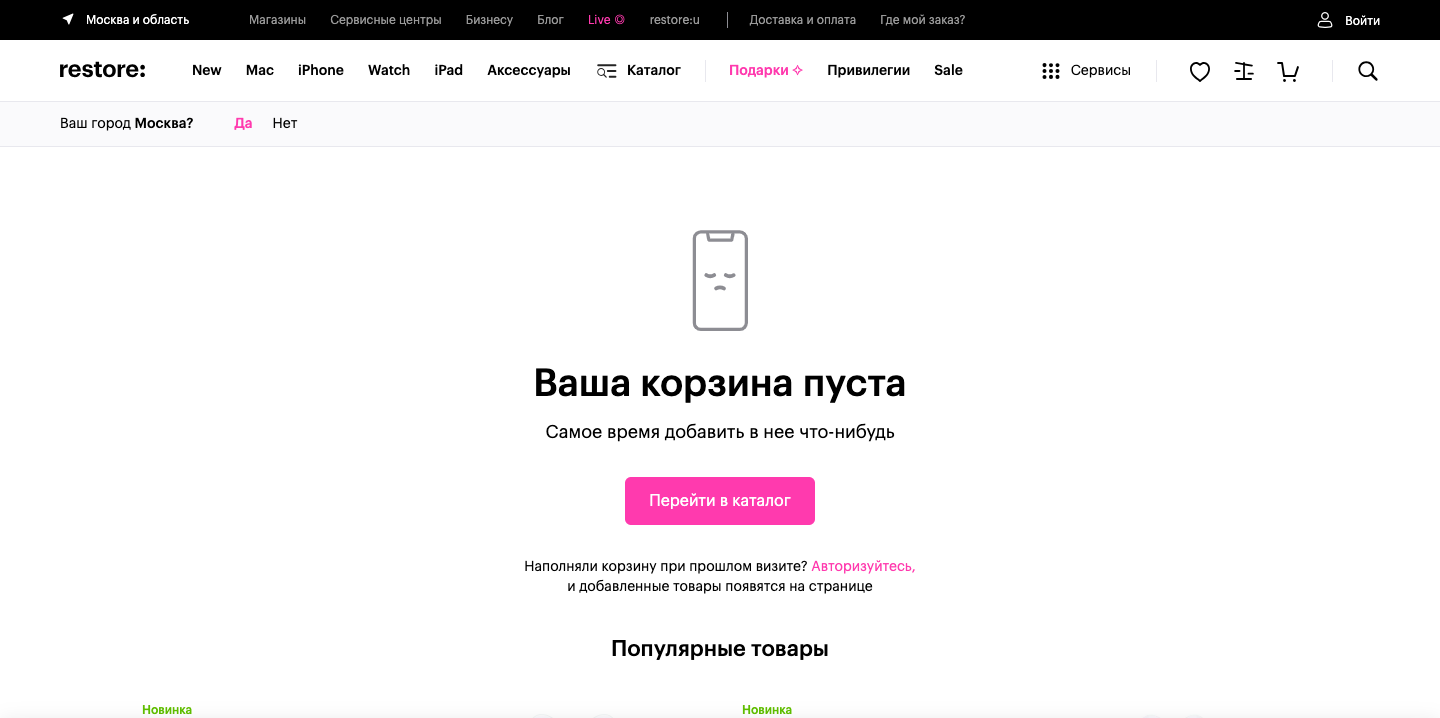 Москва и область
Магазины
Сервисные центры
Бизнесу
Блог
Live
restore:u
Доставка и оплата
Где мой заказ?
Войти
restore:
New
Mac
iPhone
Watch
iPad
Аксессуары
Каталог
Подарки
Привилегии
Sale
Сервисы
Ваш город Москва?
Да
Нет
Ваша корзина пуста
Самое время добавить в нее что-нибудь
Перейти в каталог
Наполняли корзину при прошлом визите? Авторизуйтесь,
и добавленные товары появятся на странице
Популярные товары
Новинка
Новинка